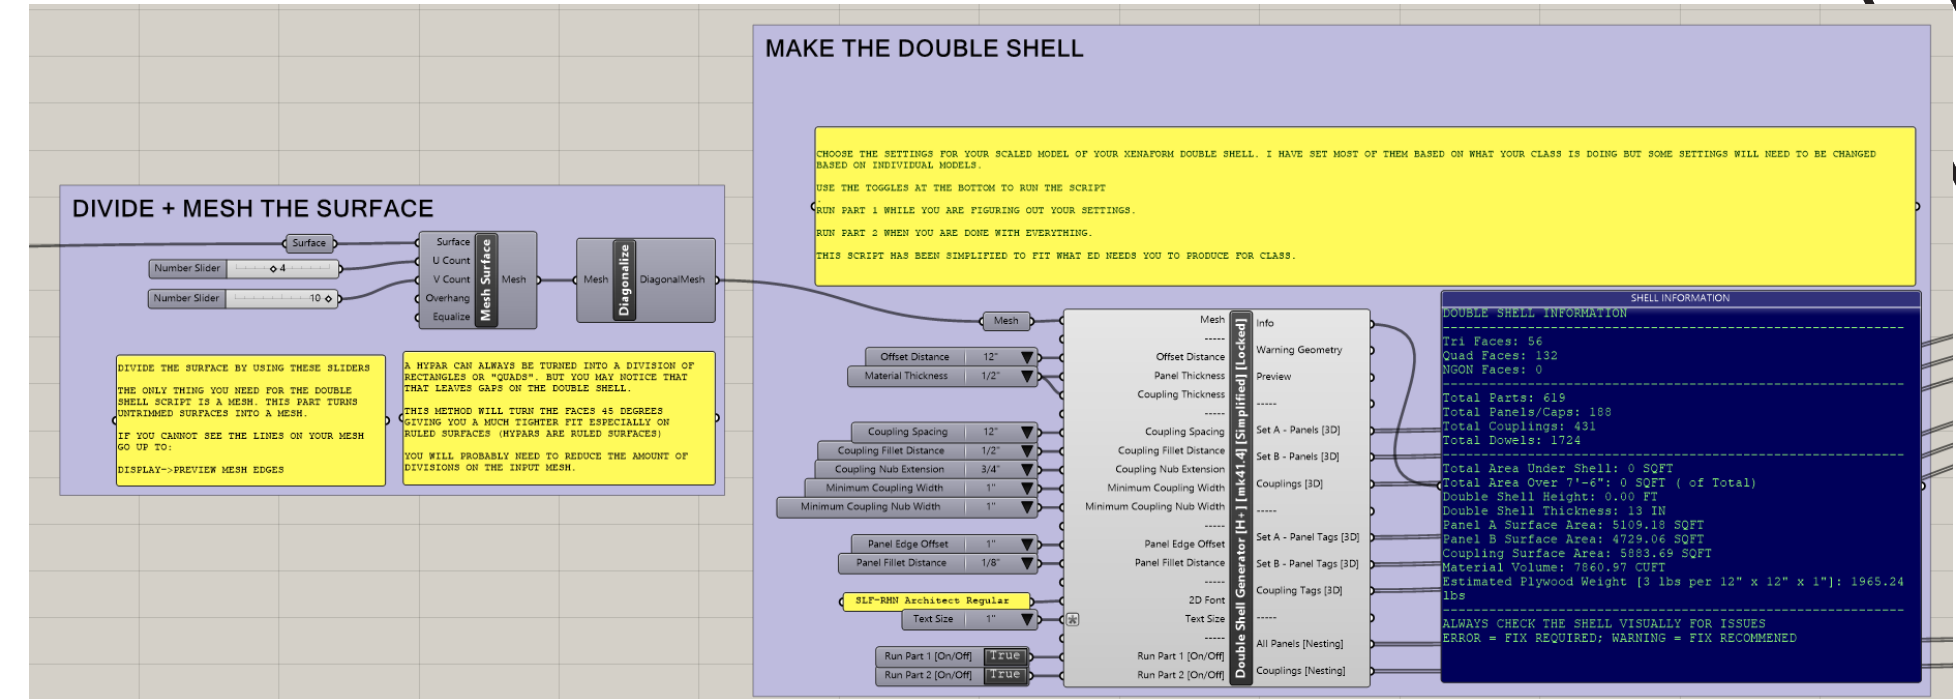 MAKE THE DOUBLE SHELL
CHOOSE THE SETTINGS FOR YOUR SCALED MODEL OF YOUR XENAFORM DOUBLE SHELL. I HAVE SET MOST OF THEM BASED ON WHAT YOUR CLASS IS DOING BUT SOME SETTINGS WILL NEED TO BE CHANGED
BASED ON INDIVIDUAL MODELS.
USE THE TOGGLES AT THE BOTTOM TO RUN THE SCRIPT
.
RUN PART 1 WHILE YOU ARE FIGURING OUT YOUR SETTINGS.
RUN PART 2 WHEN YOU ARE DONE WITH EVERYTHING.
THIS SCRIPT HAS BEEN SIMPLIFIED TO FIT WHAT ED NEEDS YOU TO PRODUCE FOR CLASS.
DIVIDE + MESH THE SURFACE
Surface
Number Slider 4
Number Slider 10
Surface
U Count
V Count
Overhang
Equalize
Mesh Surface
Mesh
Mesh
Diagonalize
DiagonalMesh
DIVIDE THE SURFACE BY USING THESE SLIDERS
THE ONLY THING YOU NEED FOR THE DOUBLE
SHELL SCRIPT IS A MESH. THIS PART TURNS
UNTRIMMED SURFACES INTO A MESH.
IF YOU CANNOT SEE THE LINES ON YOUR MESH
GO UP TO:
DISPLAY->PREVIEW MESH EDGES
A HYPAR CAN ALWAYS BE TURNED INTO A DIVISION OF
RECTANGLES OR "QUADS". BUT YOU MAY NOTICE THAT
THAT LEAVES GAPS ON THE DOUBLE SHELL.
THIS METHOD WILL TURN THE FACES 45 DEGREES
GIVING YOU A MUCH TIGHTER FIT ESPECIALLY ON
RULED SURFACES (HYPARS ARE RULED SURFACES)
YOU WILL PROBABLY NEED TO REDUCE THE AMOUNT OF
DIVISIONS ON THE INPUT MESH.
Mesh
Offset Distance 12"
Material Thickness 1/2"
Coupling Spacing 12"
Coupling Fillet Distance 1/2"
Coupling Nub Extension 3/4"
Minimum Coupling Width 1"
Minimum Coupling Nub Width 1"
Panel Edge Offset 1"
Panel Fillet Distance 1/8"
SLF-RHN Architect Regular
Text Size 1"
Run Part 1 [On/Off] True
Run Part 2 [On/Off] True
Mesh
-----
Offset Distance
Panel Thickness
Coupling Thickness
-----
Coupling Spacing
Coupling Fillet Distance
Coupling Nub Extension
Minimum Coupling Width
Minimum Coupling Nub Width
-----
Panel Edge Offset
Panel Fillet Distance
-----
2D Font
Text Size
-----
Run Part 1 [On/Off]
Run Part 2 [On/Off]
Double Shell Generator [H+] [mk41.4] [Simplified] [Locked]
Info
Warning Geometry
Preview
-----
Set A - Panels [3D]
Set B - Panels [3D]
Couplings [3D]
-----
Set A - Panel Tags [3D]
Set B - Panel Tags [3D]
Coupling Tags [3D]
-----
All Panels [Nesting]
Couplings [Nesting]
SHELL INFORMATION
DOUBLE SHELL INFORMATION
Tri Faces: 56
Quad Faces: 132
NGON Faces: 0
Total Parts: 619
Total Panels/Caps: 188
Total Couplings: 431
Total Dowels: 1724
Total Area Under Shell: 0 SQFT
Total Area Over 7'-6": 0 SQFT ( of Total)
Double Shell Height: 0.00 FT
Double Shell Thickness: 13 IN
Panel A Surface Area: 5109.18 SQFT
Panel B Surface Area: 4729.06 SQFT
Coupling Surface Area: 5883.69 SQFT
Material Volume: 7860.97 CUFT
Estimated Plywood Weight [3 lbs per 12" x 12" x 1"]: 1965.24
lbs
ALWAYS CHECK THE SHELL VISUALLY FOR ISSUES
ERROR = FIX REQUIRED; WARNING = FIX RECOMMENED